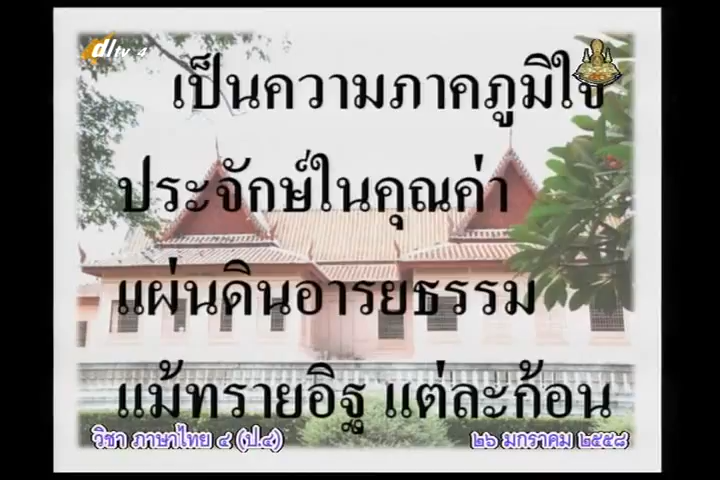 dltv 4
เป็นความภาคภูมิใจ
ประจักษ์ในคุณค่า
แผ่นดินอารยธรรม
แม้ทรายอิฐ แต่ละก้อน
วิชา ภาษาไทย ๔ (ป.๔)
๒๖ มกราคม ๒๕๕๘